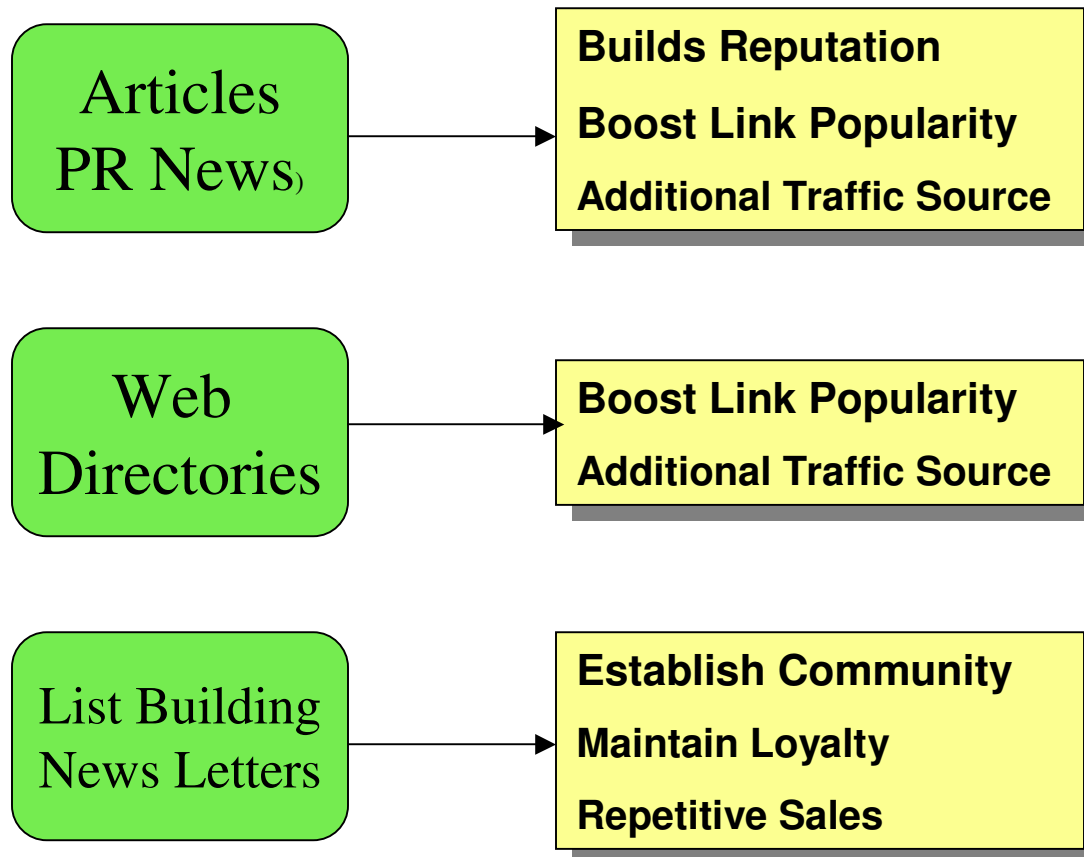 Articles
PR News)
Builds Reputation
Boost Link Popularity
Additional Traffic Source
Web
Directories
Boost Link Popularity
Additional Traffic Source
List Building
News Letters
Establish Community
Maintain Loyalty
Repetitive Sales